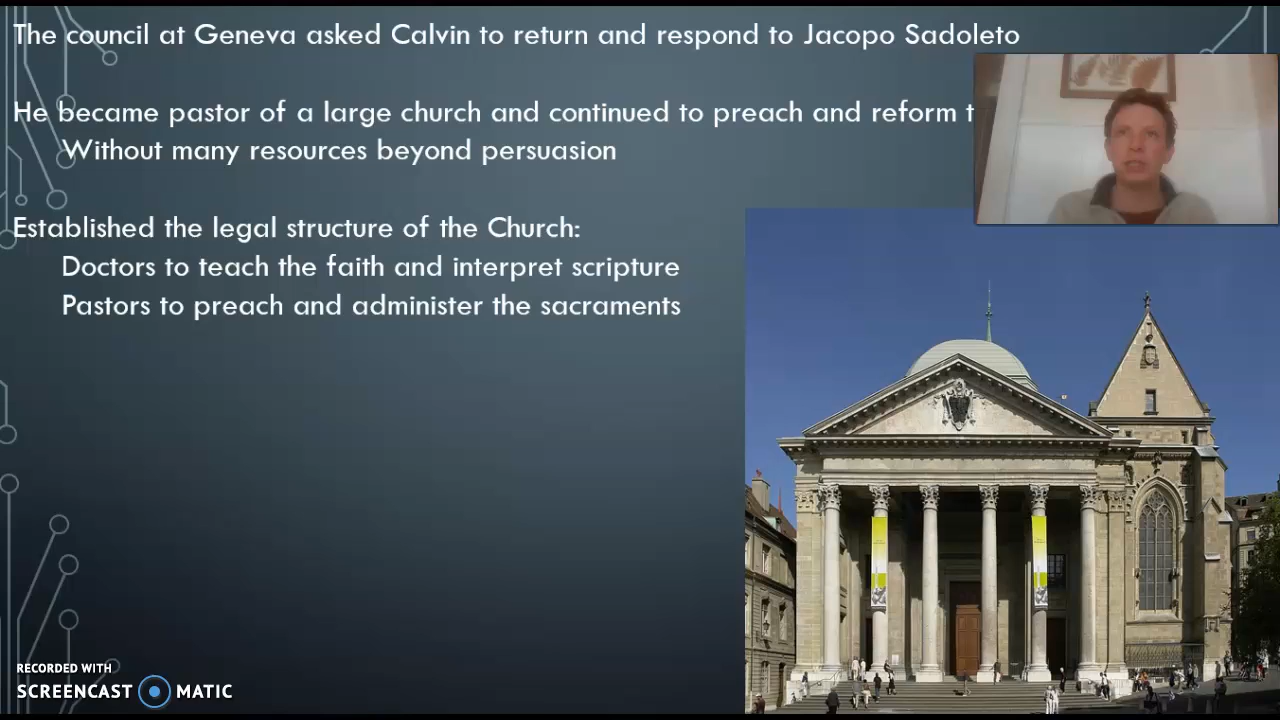 The council at Geneva asked Calvin to return and respond to Jacopo Sadoleto
He became pastor of a large church and continued to preach and reform
Without many resources beyond persuasion
Established the legal structure of the Church:
Doctors to teach the faith and interpret scripture
Pastors to preach and administer the sacraments
RECORDED WITH
SCREENCAST MATIC